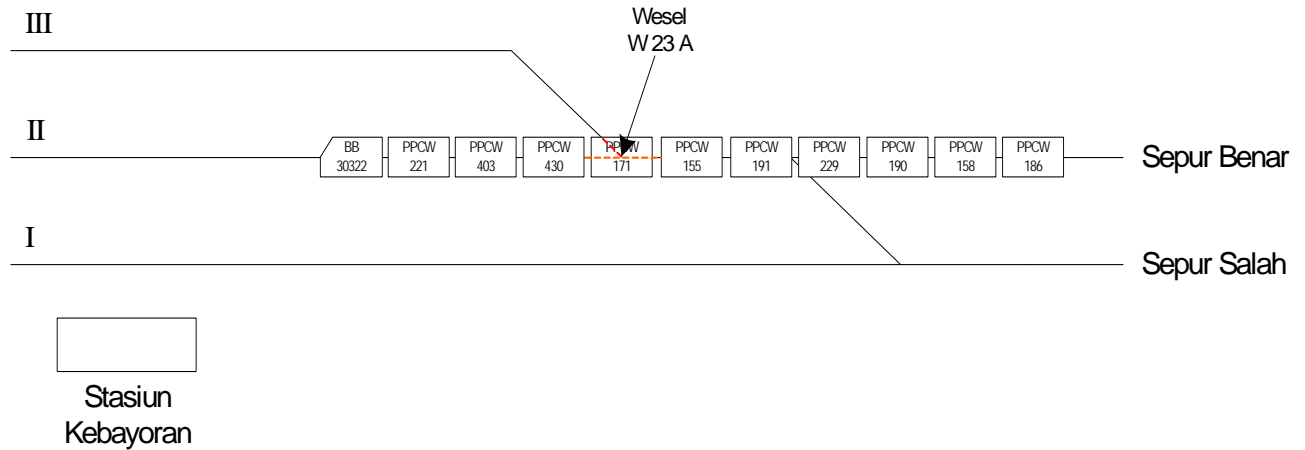 III
Wesel
W 23 A
II
BB
30322
PPCW
221
PPCW
403
PPCW
430
PPCW
171
PPCW
155
PPCW
191
PPCW
229
PPCW
190
PPCW
158
PPCW
186
Sepur Benar
I
Sepur Salah
Stasiun
Kebayoran